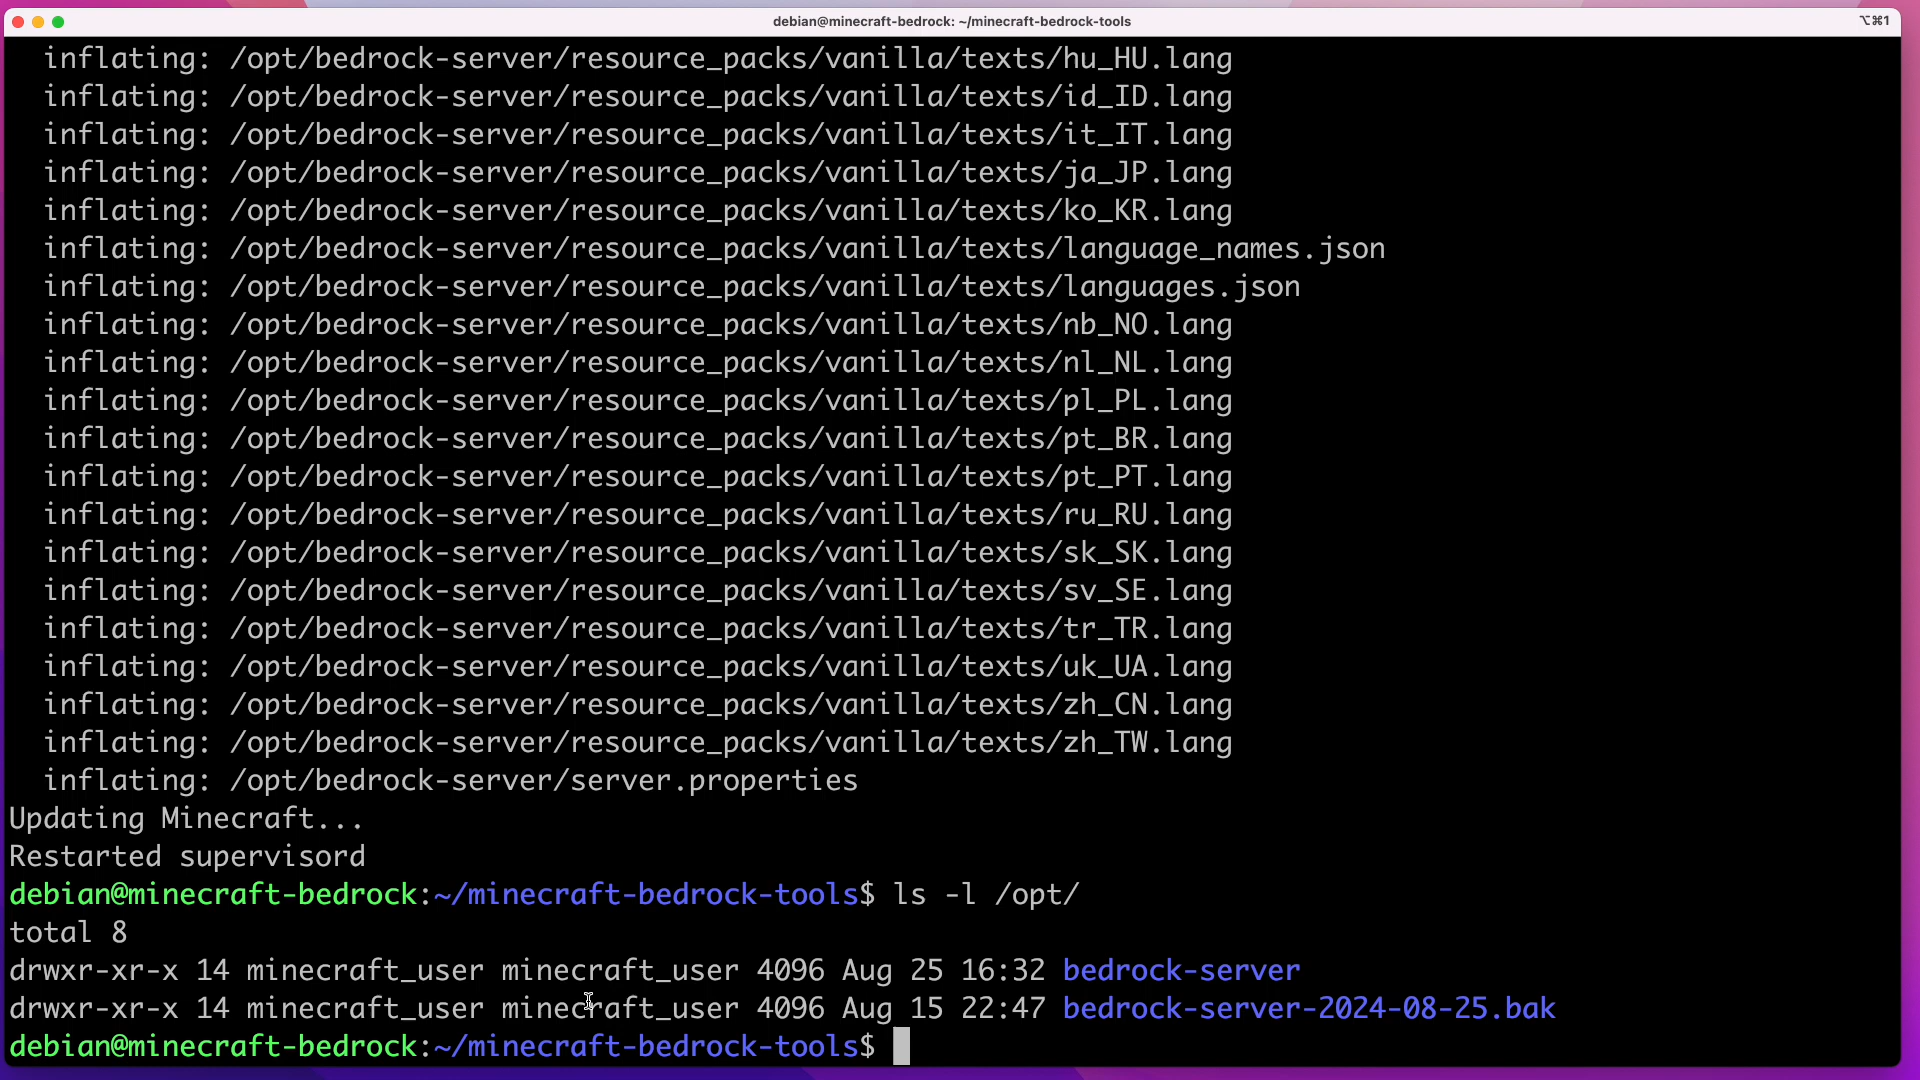 debian@minecraft-bedrock: ~/minecraft-bedrock-tools
⌥⌘1
inflating: /opt/bedrock-server/resource_packs/vanilla/texts/hu_HU.lang
inflating: /opt/bedrock-server/resource_packs/vanilla/texts/id_ID.lang
inflating: /opt/bedrock-server/resource_packs/vanilla/texts/it_IT.lang
inflating: /opt/bedrock-server/resource_packs/vanilla/texts/ja_JP.lang
inflating: /opt/bedrock-server/resource_packs/vanilla/texts/ko_KR.lang
inflating: /opt/bedrock-server/resource_packs/vanilla/texts/language_names.json
inflating: /opt/bedrock-server/resource_packs/vanilla/texts/languages.json
inflating: /opt/bedrock-server/resource_packs/vanilla/texts/nb_NO.lang
inflating: /opt/bedrock-server/resource_packs/vanilla/texts/nl_NL.lang
inflating: /opt/bedrock-server/resource_packs/vanilla/texts/pl_PL.lang
inflating: /opt/bedrock-server/resource_packs/vanilla/texts/pt_BR.lang
inflating: /opt/bedrock-server/resource_packs/vanilla/texts/pt_PT.lang
inflating: /opt/bedrock-server/resource_packs/vanilla/texts/ru_RU.lang
inflating: /opt/bedrock-server/resource_packs/vanilla/texts/sk_SK.lang
inflating: /opt/bedrock-server/resource_packs/vanilla/texts/sv_SE.lang
inflating: /opt/bedrock-server/resource_packs/vanilla/texts/tr_TR.lang
inflating: /opt/bedrock-server/resource_packs/vanilla/texts/uk_UA.lang
inflating: /opt/bedrock-server/resource_packs/vanilla/texts/zh_CN.lang
inflating: /opt/bedrock-server/resource_packs/vanilla/texts/zh_TW.lang
inflating: /opt/bedrock-server/server.properties
Updating Minecraft...
Restarted supervisord
debian@minecraft-bedrock:~/minecraft-bedrock-tools$ ls -l /opt/
total 8
drwxr-xr-x 14 minecraft_user minecraft_user 4096 Aug 25 16:32 bedrock-server
drwxr-xr-x 14 minecraft_user minecraft_user 4096 Aug 15 22:47 bedrock-server-2024-08-25.bak
debian@minecraft-bedrock:~/minecraft-bedrock-tools$